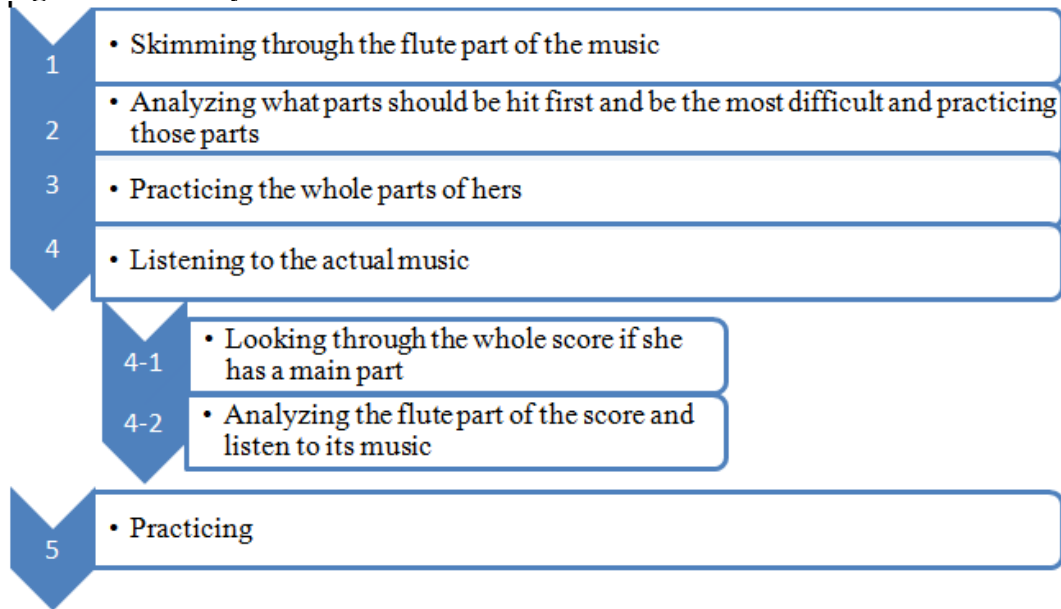 1
• Skimming through the flute part of the music
2
• Analyzing what parts should be hit first and be the most difficult and practicing
those parts
3
• Practicing the whole parts of hers
4
• Listening to the actual music
4-1
• Looking through the whole score if she
has a main part
4-2
• Analyzing the flute part of the score and
listen to its music
5
• Practicing